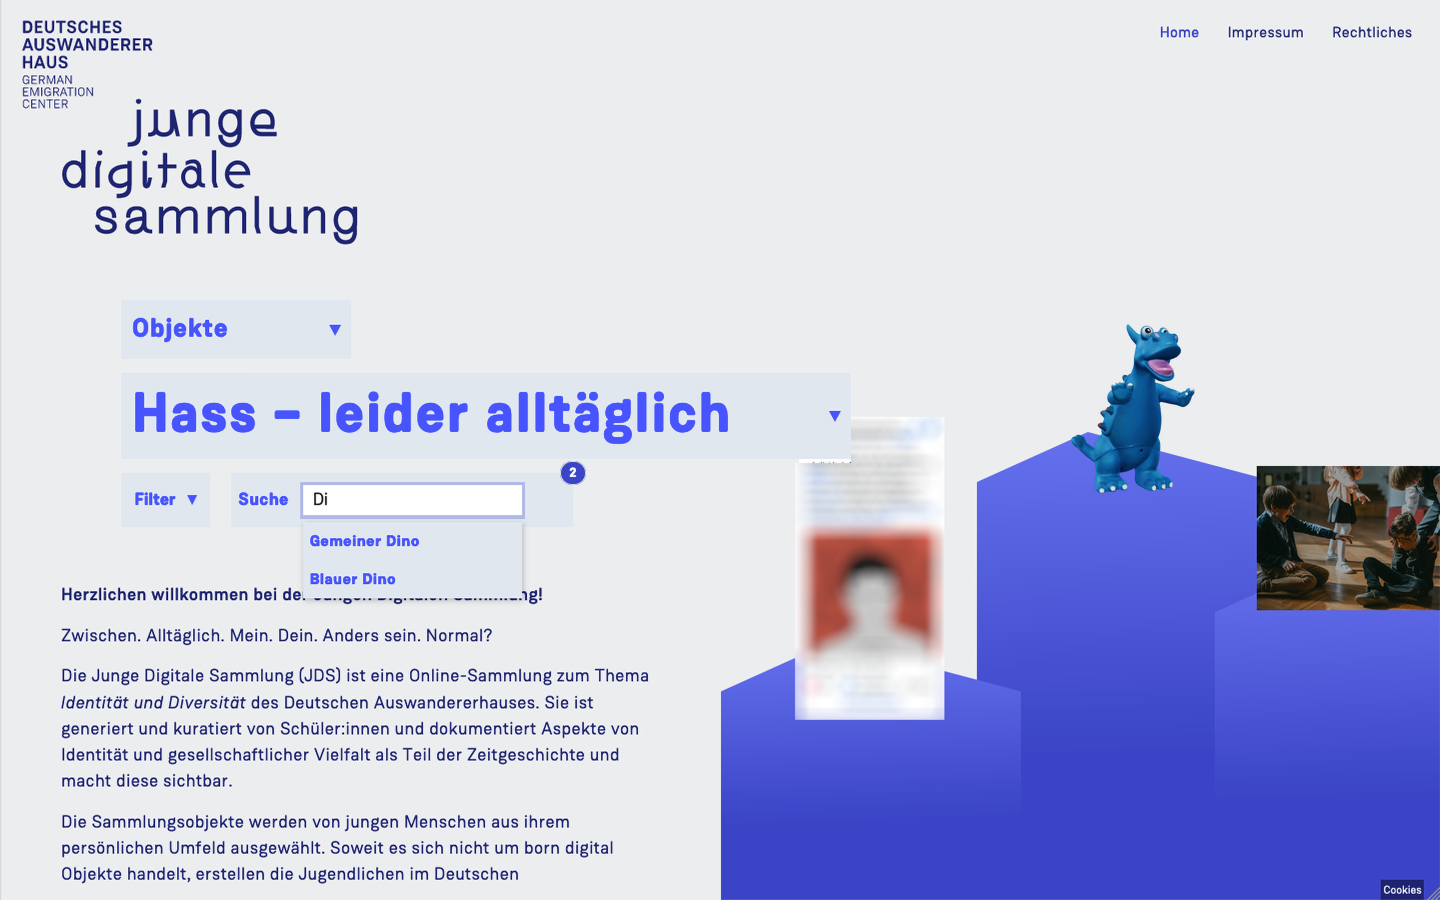 DEUTSCHES
AUSWANDERER
HAUS
GERMAN
EMIGRATION
CENTER
junge
digitale
sammlung
Home Impressum Rechtliches
Objekte ▼
Hass – leider alltäglich ▼
Filter ▼ Suche Di 2
Gemeiner Dino
Blauer Dino
Herzlichen willkommen bei der Jungen Digitalen Sammlung!
Zwischen. Alltäglich. Mein. Dein. Anders sein. Normal?
Die Junge Digitale Sammlung (JDS) ist eine Online-Sammlung zum Thema
Identität und Diversität des Deutschen Auswandererhauses. Sie ist
generiert und kuratiert von Schüler:innen und dokumentiert Aspekte von
Identität und gesellschaftlicher Vielfalt als Teil der Zeitgeschichte und
macht diese sichtbar.
Die Sammlungsobjekte werden von jungen Menschen aus ihrem
persönlichen Umfeld ausgewählt. Soweit es sich nicht um born digital
Objekte handelt, erstellen die Jugendlichen im Deutschen
Cookies